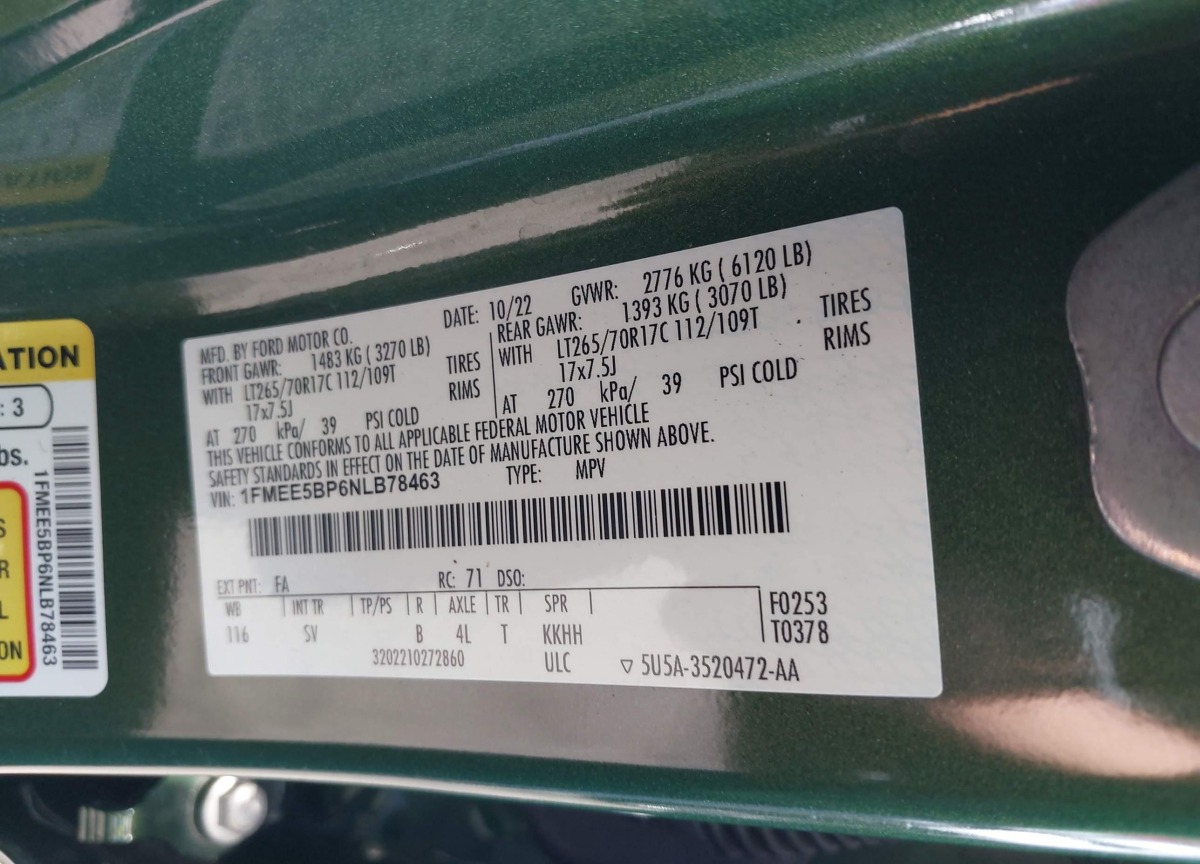 ATION
: 3
bs.
S
R
L
ON
1FMEE5BP6NLB78463
MFD. BY FORD MOTOR CO.
DATE: 10/22 GVWR: 2776 KG ( 6120 LB)
FRONT GAWR: 1483 KG ( 3270 LB)
WITH LT265/70R17C 112/109T TIRES
17x7.5J RIMS
AT 270 kPa/ 39 PSI COLD
REAR GAWR: 1393 KG ( 3070 LB)
WITH LT265/70R17C 112/109T TIRES
17x7.5J RIMS
AT 270 kPa/ 39 PSI COLD
THIS VEHICLE CONFORMS TO ALL APPLICABLE FEDERAL MOTOR VEHICLE
SAFETY STANDARDS IN EFFECT ON THE DATE OF MANUFACTURE SHOWN ABOVE.
VIN: 1FMEE5BP6NLB78463 TYPE: MPV
EXT PNT: FA RC: 71 DSO:
WB INT TR TP/PS R AXLE TR SPR F0253
116 SV B 4L T KKHH T0378
3202210272860 ULC ▽ 5U5A-3520472-AA